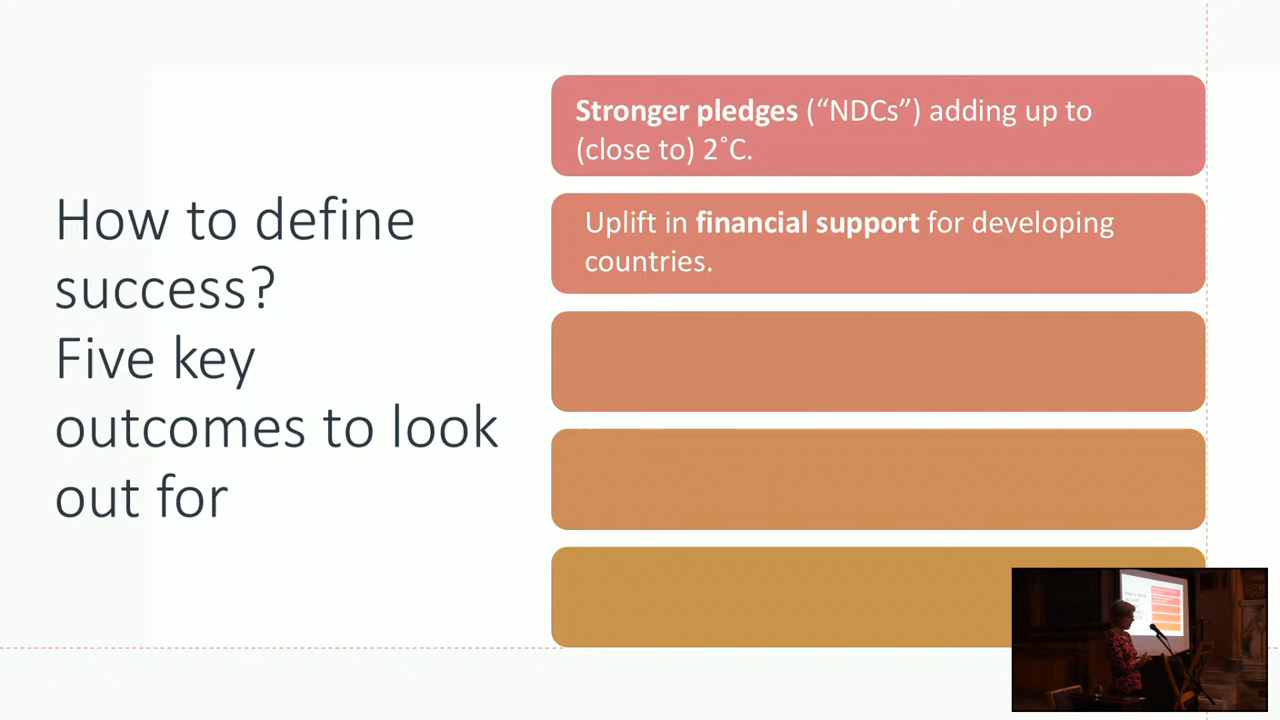 How to define
success?
Five key
outcomes to look
out for
Stronger pledges (“NDCs”) adding up to
(close to) 2˚C.
Uplift in financial support for developing
countries.